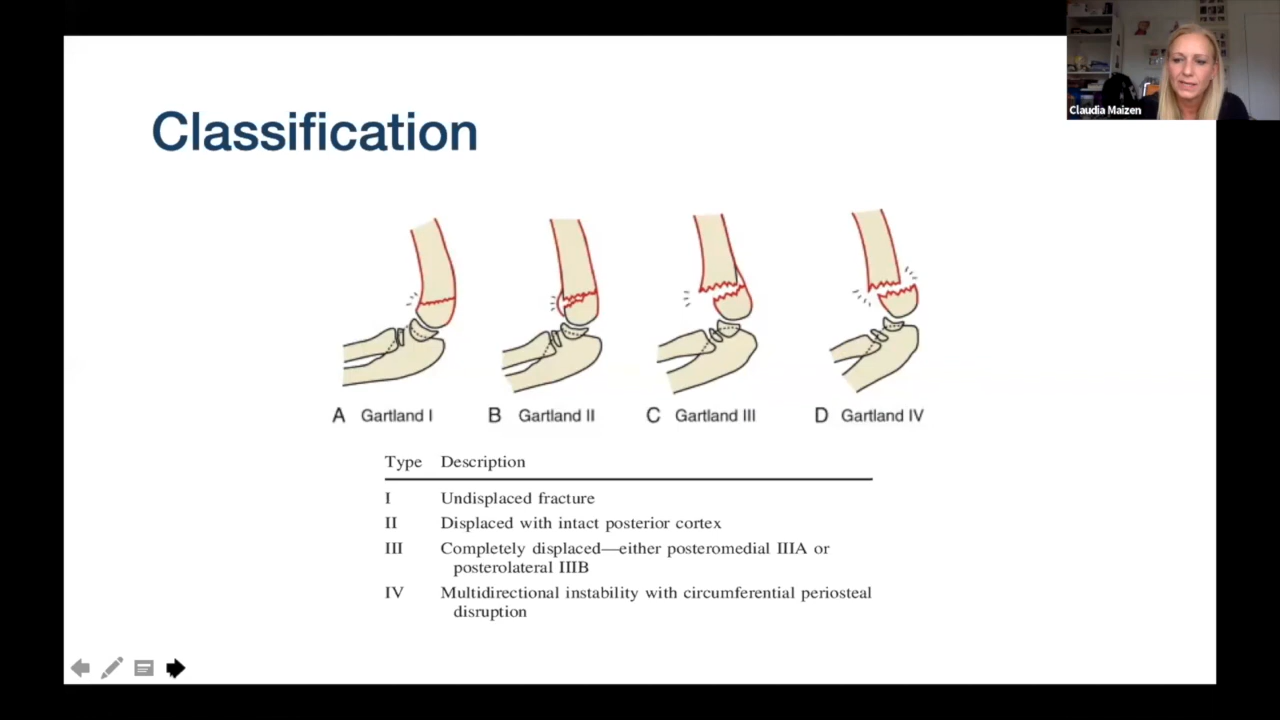 Claudia Maizen
Classification
A Gartland I
B Gartland II
C Gartland III
D Gartland IV
Type Description
I Undisplaced fracture
II Displaced with intact posterior cortex
III Completely displaced—either posteromedial IIIA or
posterolateral IIIB
IV Multidirectional instability with circumferential periosteal
disruption